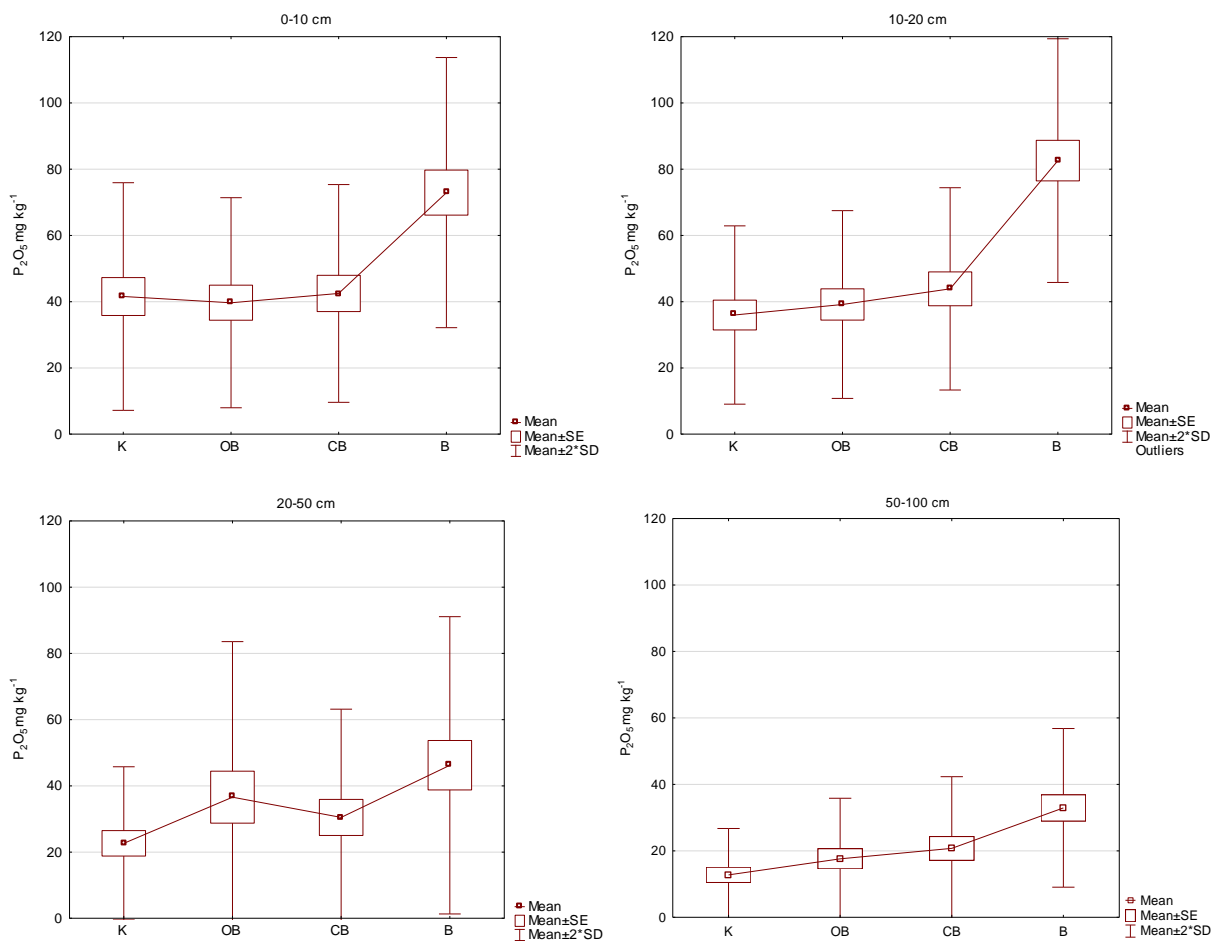 0-10 cm
120
100
80
60
40
20
0
P₂O₅ mg kg⁻¹
K OB CB B
Mean
Mean±SE
Mean±2*SD
10-20 cm
120
100
80
60
40
20
0
P₂O₅ mg kg⁻¹
K OB CB B
Mean
Mean±SE
Mean±2*SD
Outliers
20-50 cm
120
100
80
60
40
20
0
P₂O₅ mg kg⁻¹
K OB CB B
Mean
Mean±SE
Mean±2*SD
50-100 cm
120
100
80
60
40
20
0
P₂O₅ mg kg⁻¹
K OB CB B
Mean
Mean±SE
Mean±2*SD